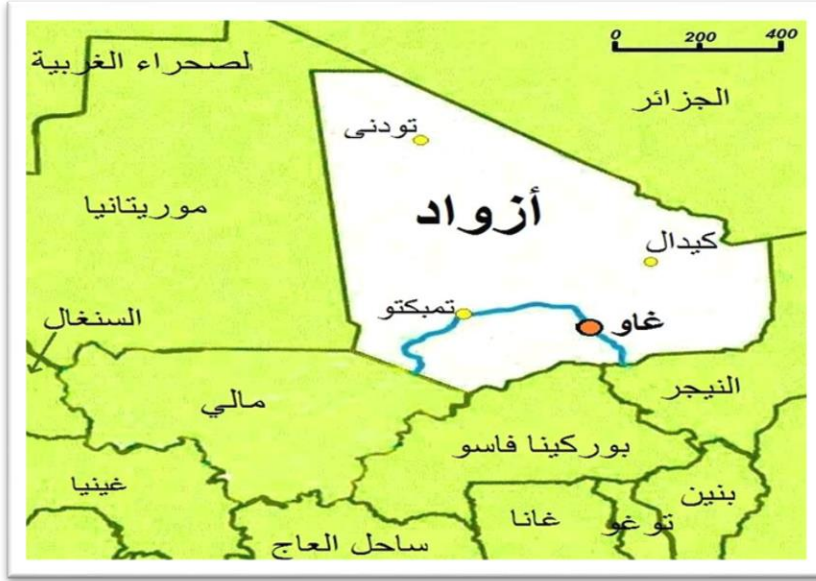 0 200 400
لصحراء الغربية
الجزائر
تودنى
موريتانيا
أزواد
كيدال
تمبكتو
غاو
السنغال
النيجر
مالي
بوركينا فاسو
غينيا
بنين
غانا
توغو
ساحل العاج